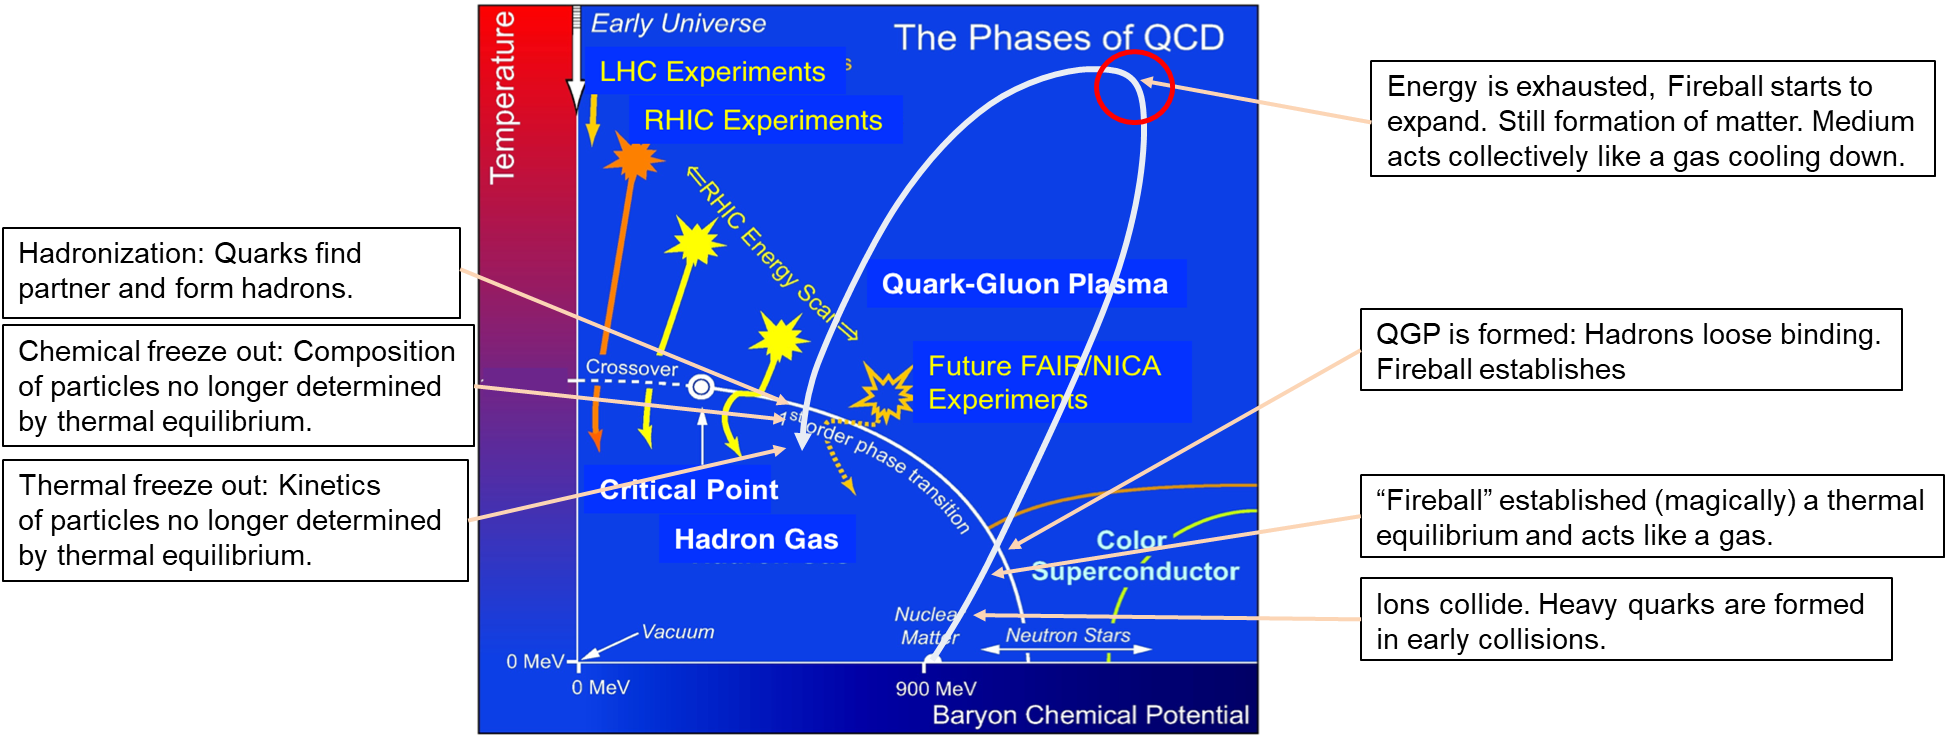 Early Universe
The Phases of QCD
Temperature
LHC Experiments
RHIC Experiments
RHIC Energy Scan
Energy is exhausted, Fireball starts to
expand. Still formation of matter. Medium
acts collectively like a gas cooling down.
Hadronization: Quarks find
partner and form hadrons.
Quark-Gluon Plasma
QGP is formed: Hadrons loose binding.
Fireball establishes
Chemical freeze out: Composition
of particles no longer determined
by thermal equilibrium.
Crossover
Future FAIR/NICA
Experiments
1st order phase transition
Thermal freeze out: Kinetics
of particles no longer determined
by thermal equilibrium.
Critical Point
Hadron Gas
Color
Superconductor
“Fireball” established (magically) a thermal
equilibrium and acts like a gas.
Ions collide. Heavy quarks are formed
in early collisions.
Nuclear
Matter
Neutron Stars
Vacuum
0 MeV
0 MeV
900 MeV
Baryon Chemical Potential